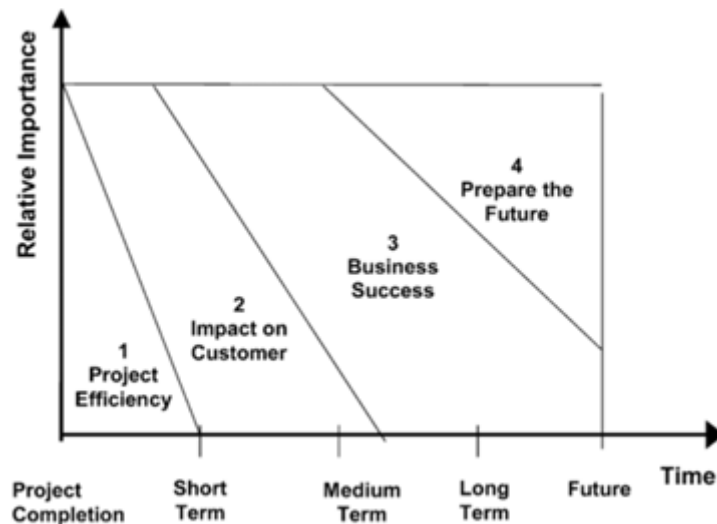 Relative Importance
4
Prepare the
Future
3
Business
Success
2
Impact on
Customer
1
Project
Efficiency
Project
Completion
Short
Term
Medium
Term
Long
Term
Future
Time